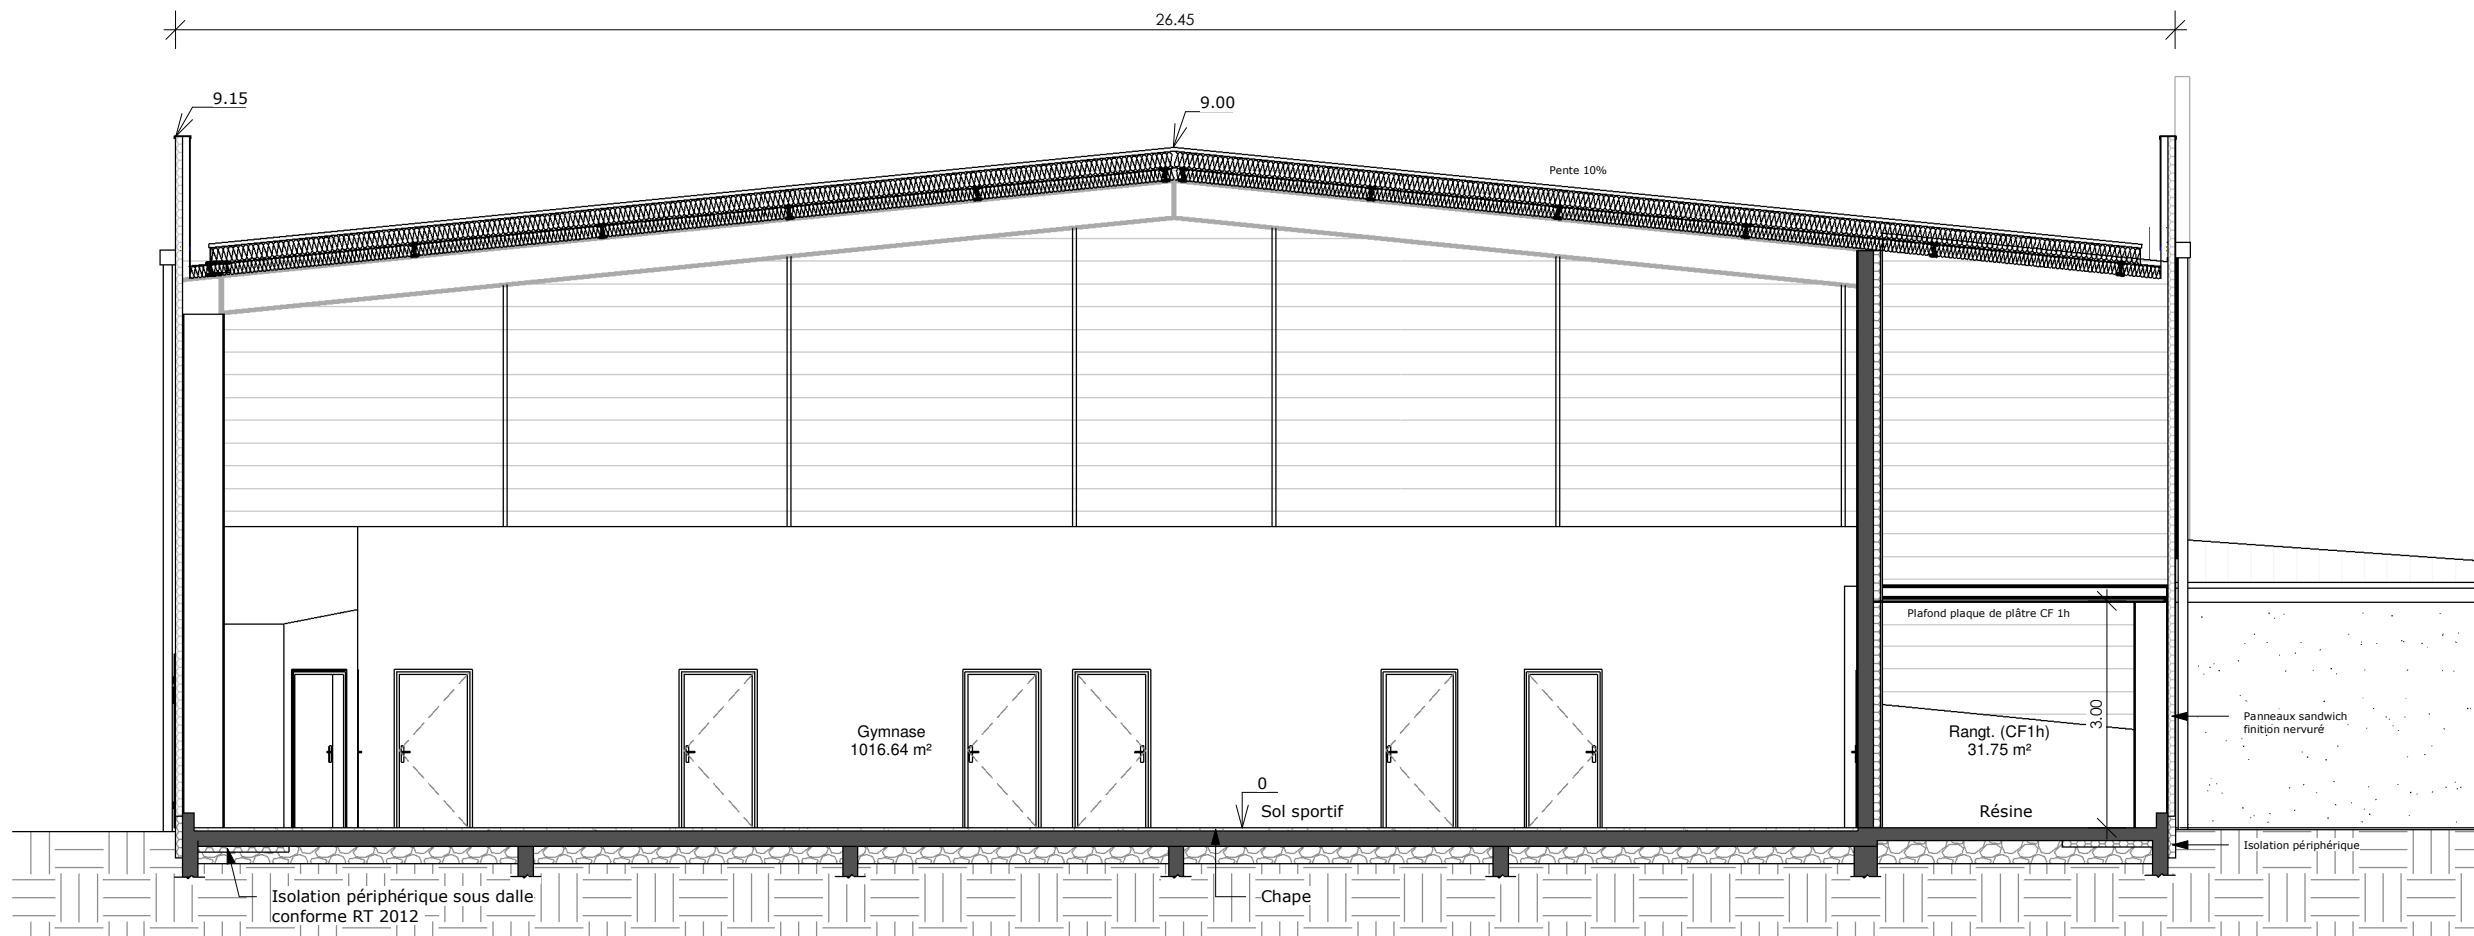 26.45
9.15
9.00
Pente 10%
Plafond plaque de plâtre CF 1h
3.00
Gymnase
1016.64 m²
Rangt. (CF1h)
31.75 m²
Panneaux sandwich
finition nervuré
0
Sol sportif
Résine
Isolation périphérique
Isolation périphérique sous dalle
conforme RT 2012
Chape